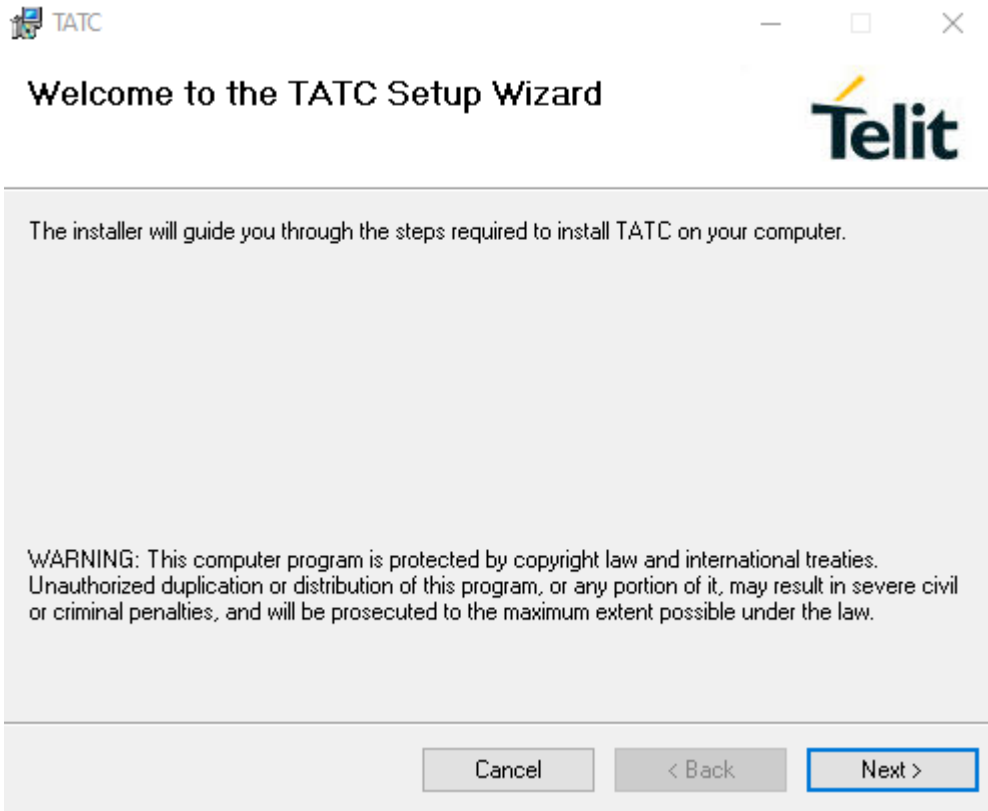 TATC
Welcome to the TATC Setup Wizard
Telit
The installer will guide you through the steps required to install TATC on your computer.
WARNING: This computer program is protected by copyright law and international treaties.
Unauthorized duplication or distribution of this program, or any portion of it, may result in severe civil
or criminal penalties, and will be prosecuted to the maximum extent possible under the law.
Cancel
< Back
Next >